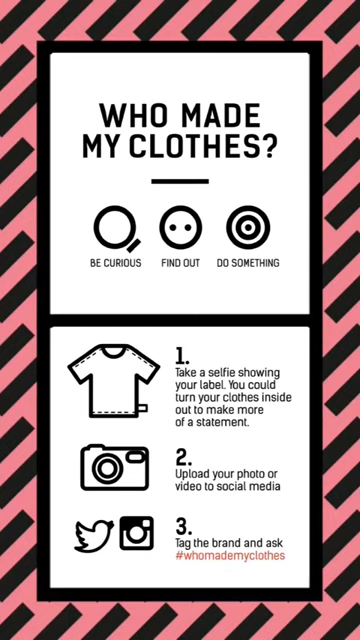 WHO MADE
MY CLOTHES?
BE CURIOUS
FIND OUT
DO SOMETHING
1.
Take a selfie showing
your label. You could
turn your clothes inside
out to make more
of a statement.
2.
Upload your photo or
video to social media
3.
Tag the brand and ask
#whomademyclothes